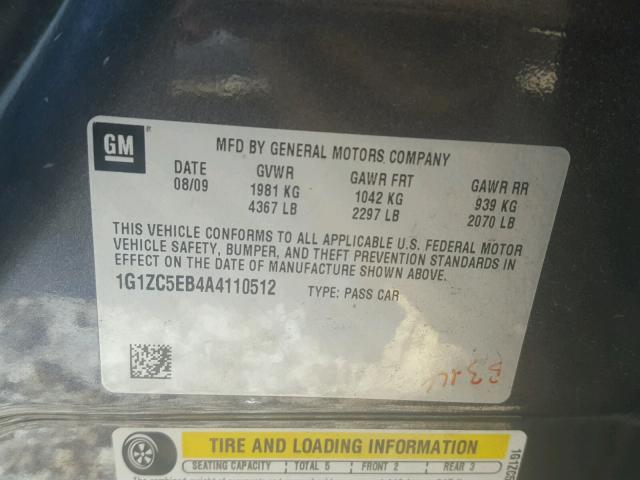 GM
MFD BY GENERAL MOTORS COMPANY
DATE GVWR GAWR FRT GAWR RR
08/09 1981 KG 1042 KG 939 KG
4367 LB 2297 LB 2070 LB
THIS VEHICLE CONFORMS TO ALL APPLICABLE U.S. FEDERAL MOTOR
VEHICLE SAFETY, BUMPER, AND THEFT PREVENTION STANDARDS
IN EFFECT ON THE DATE OF MANUFACTURE SHOWN ABOVE.
1G1ZC5EB4A4110512 TYPE: PASS CAR
TIRE AND LOADING INFORMATION
SEATING CAPACITY TOTAL 5 FRONT 2 REAR 3
1G1ZC5